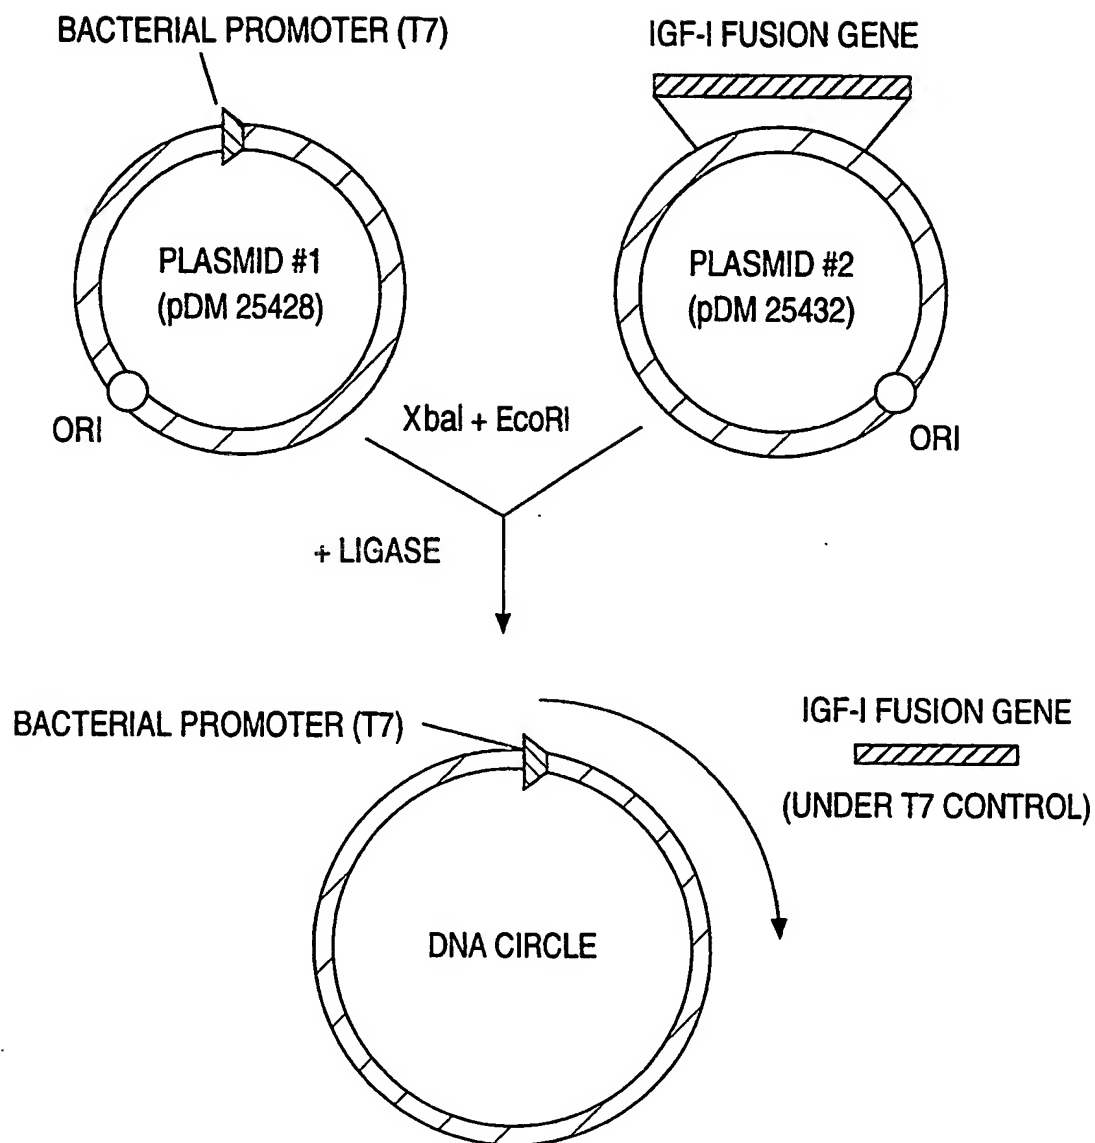 BACTERIAL PROMOTER (T7)
IGF-I FUSION GENE
PLASMID #1
(pDM 25428)
PLASMID #2
(pDM 25432)
ORI
XbaI + EcoRI
ORI
+ LIGASE
BACTERIAL PROMOTER (T7)
IGF-I FUSION GENE
(UNDER T7 CONTROL)
DNA CIRCLE